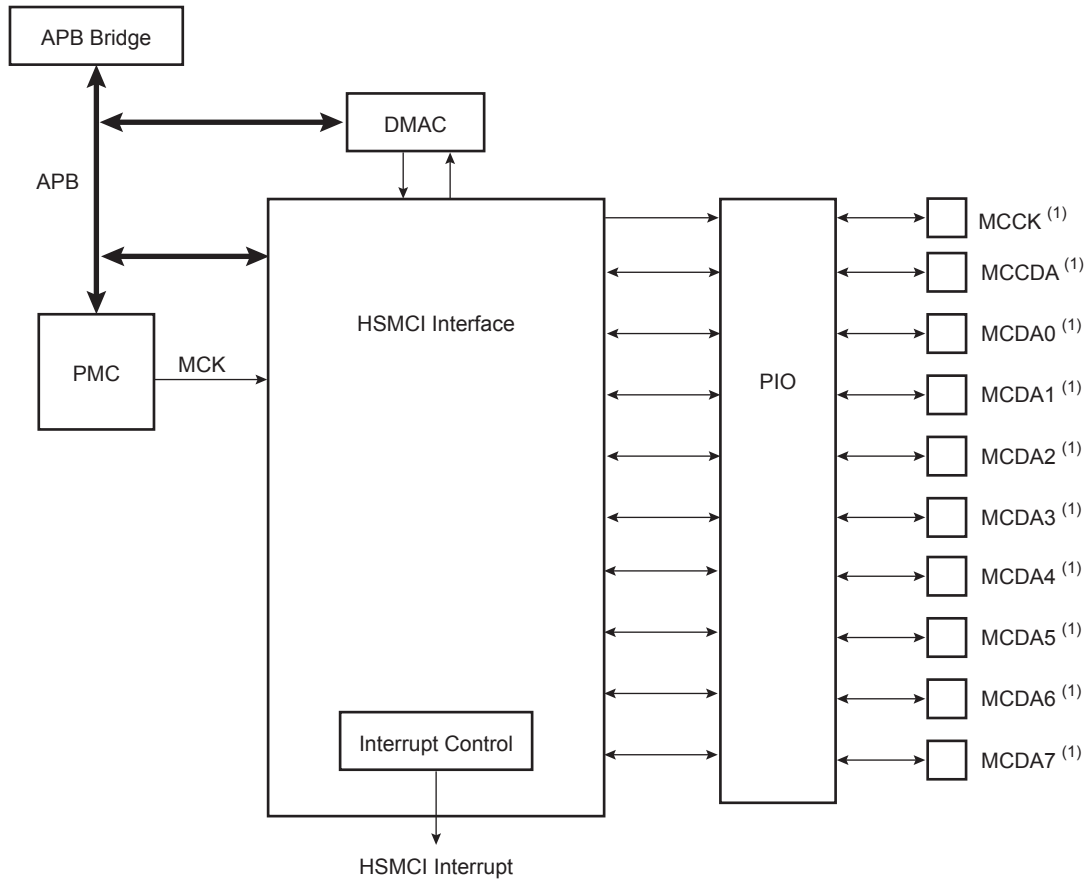 APB Bridge
DMAC
APB
MCCK (1)
MCCDA (1)
HSMCI Interface
MCDA0 (1)
PMC
MCK
PIO
MCDA1 (1)
MCDA2 (1)
MCDA3 (1)
MCDA4 (1)
MCDA5 (1)
MCDA6 (1)
Interrupt Control
MCDA7 (1)
HSMCI Interrupt